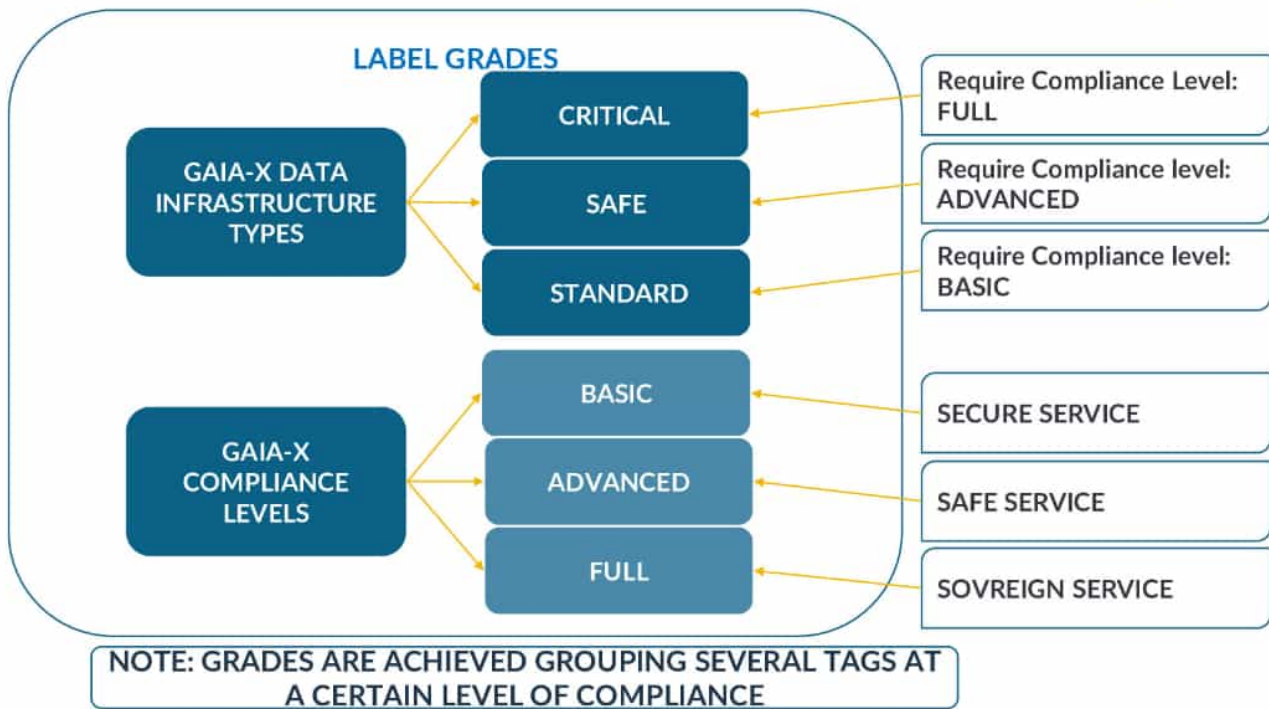 LABEL GRADES
GAIA-X DATA
INFRASTRUCTURE
TYPES
CRITICAL
SAFE
STANDARD
Require Compliance Level:
FULL
Require Compliance level:
ADVANCED
Require Compliance level:
BASIC
GAIA-X
COMPLIANCE
LEVELS
BASIC
ADVANCED
FULL
SECURE SERVICE
SAFE SERVICE
SOVREIGN SERVICE
NOTE: GRADES ARE ACHIEVED GROUPING SEVERAL TAGS AT
A CERTAIN LEVEL OF COMPLIANCE